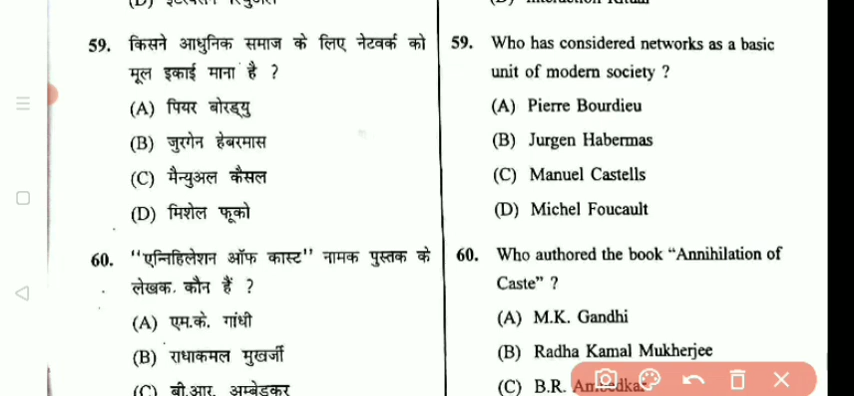 59. किसने आधुनिक समाज के लिए नेटवर्क को
मूल इकाई माना है ?
(A) पियर बोरड्यु
(B) जुरगेन हेबरमास
(C) मैन्युअल कैसल
(D) मिशेल फूको
60. ‘‘एन्निहिलेशन ऑफ कास्ट’’ नामक पुस्तक के
लेखक कौन हैं ?
(A) एम.के. गांधी
(B) राधाकमल मुखर्जी
(C) बी.आर. अम्बेडकर
59. Who has considered networks as a basic
unit of modern society ?
(A) Pierre Bourdieu
(B) Jurgen Habermas
(C) Manuel Castells
(D) Michel Foucault
60. Who authored the book “Annihilation of
Caste” ?
(A) M.K. Gandhi
(B) Radha Kamal Mukherjee
(C) B.R. Ambedkar